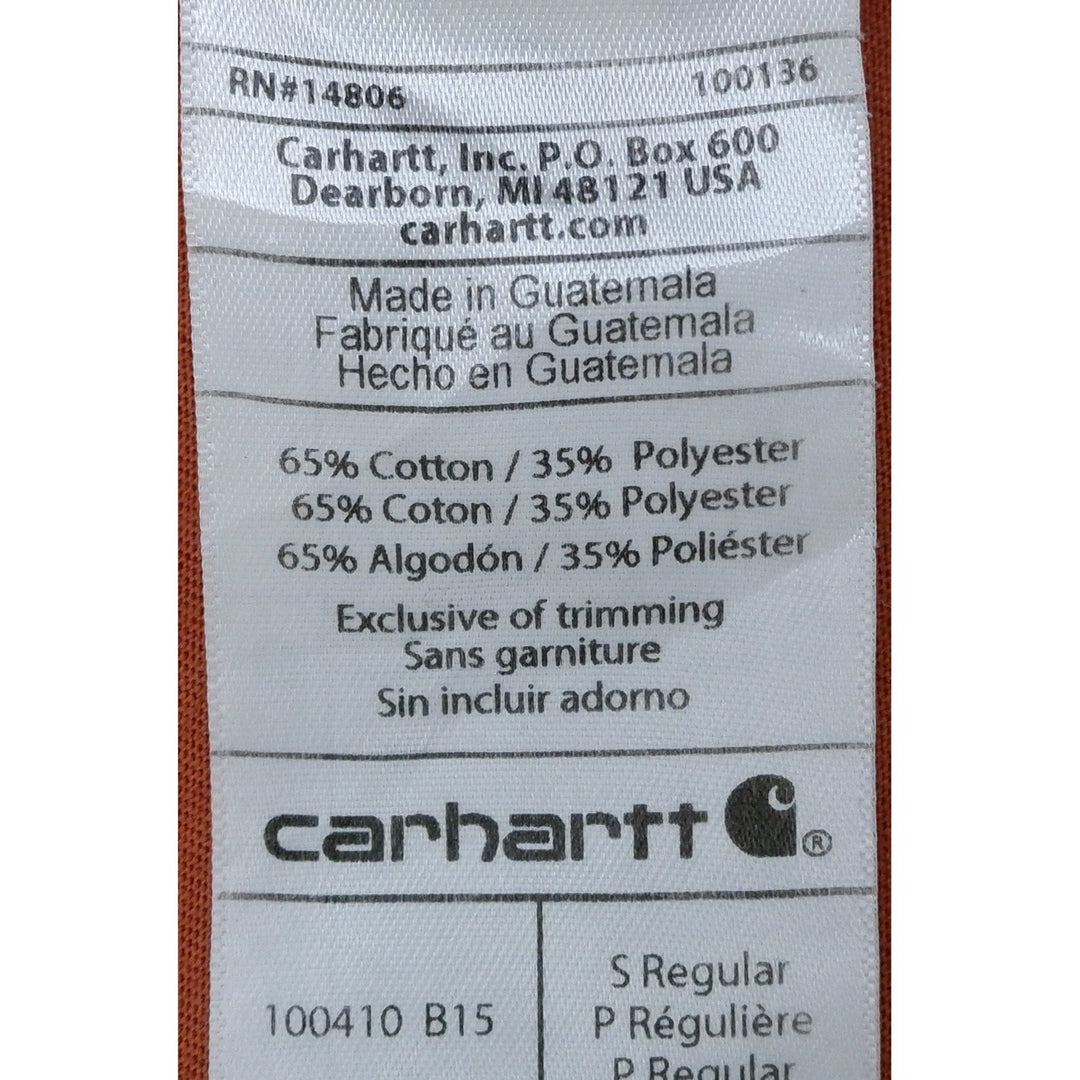 RN#14806 100136
Carhartt, Inc. P.O. Box 600
Dearborn, MI 48121 USA
carhartt.com
Made in Guatemala
Fabriqué au Guatemala
Hecho en Guatemala
65% Cotton / 35% Polyester
65% Coton / 35% Polyester
65% Algodón / 35% Poliéster
Exclusive of trimming
Sans garniture
Sin incluir adorno
carhartt ®
S Regular
100410 B15 P Régulière
P Regular